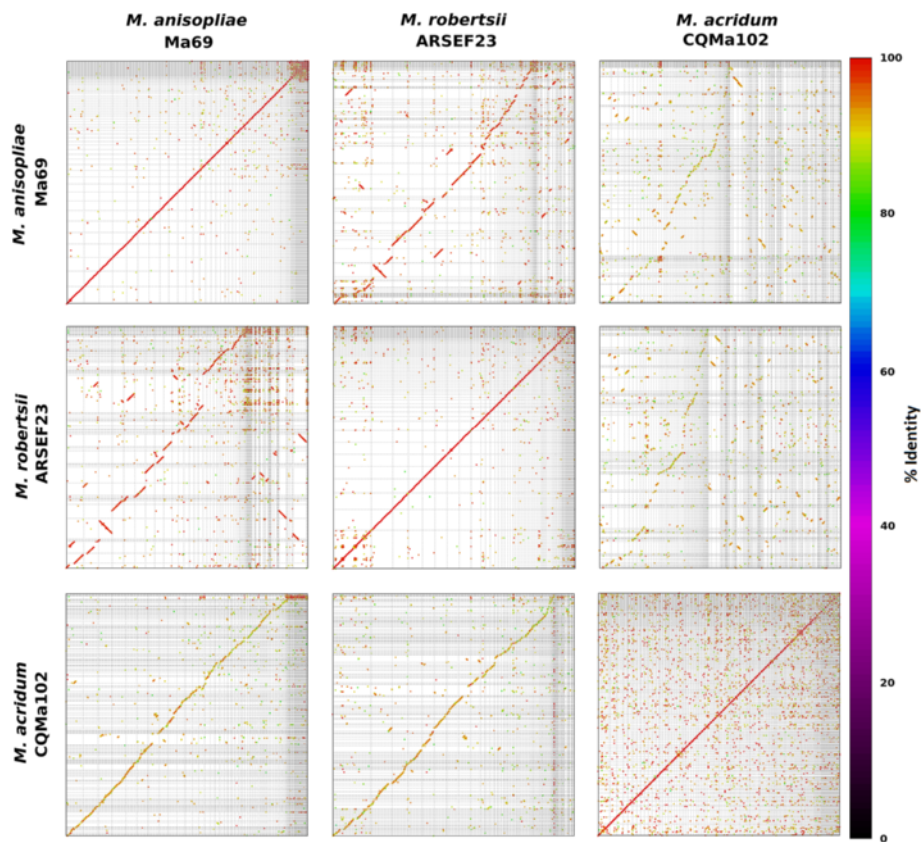 M. anisopliae
Ma69
M. robertsii
ARSEF23
M. acridum
CQMa102
M. anisopliae
Ma69
M. robertsii
ARSEF23
M. acridum
CQMa102
100
80
60
40
20
0
% Identity